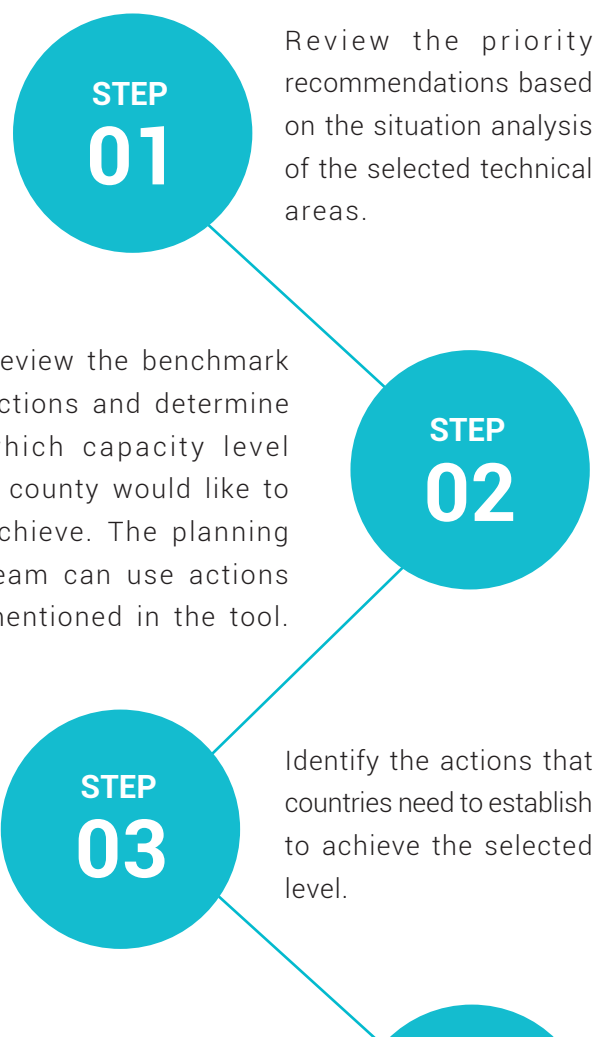 STEP
01
Review the priority
recommendations based
on the situation analysis
of the selected technical
areas.
eview the benchmark
ctions and determine
which capacity level
county would like to
chieve. The planning
eam can use actions
mentioned in the tool.
STEP
02
STEP
03
Identify the actions that
countries need to establish
to achieve the selected
level.